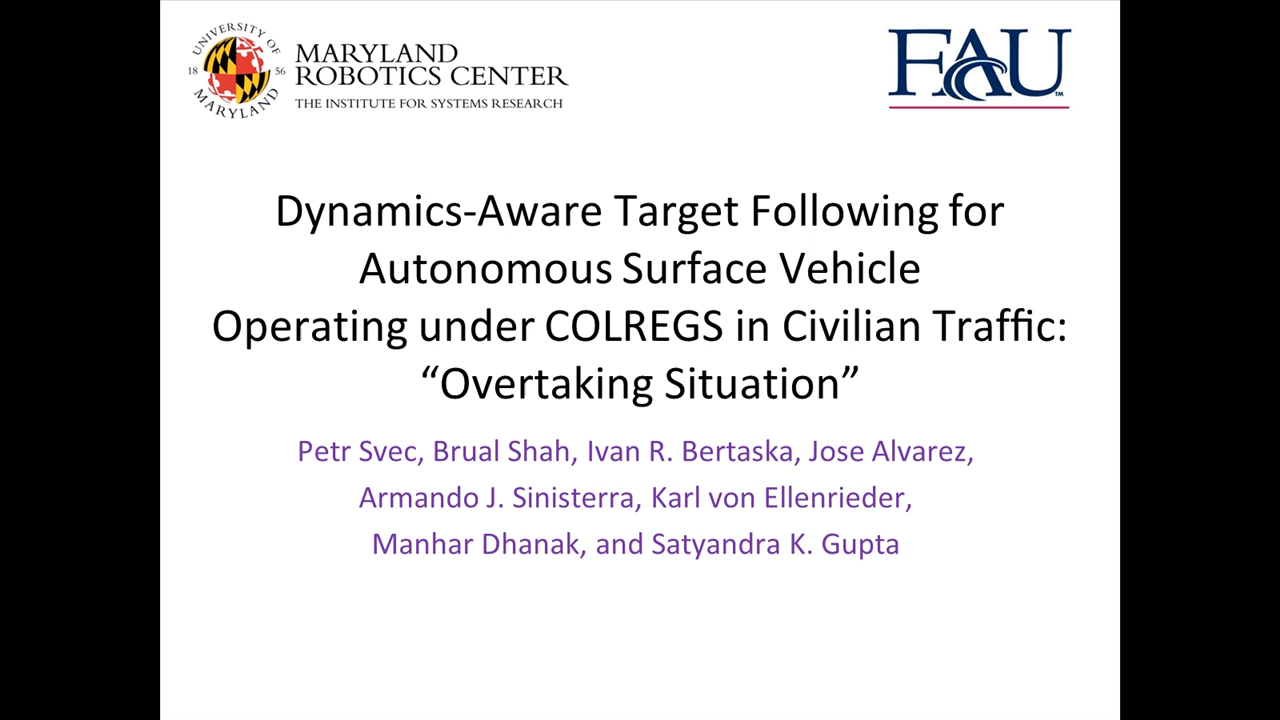 UNIVERSITY OF
18 56
MARYLAND
MARYLAND
ROBOTICS CENTER
THE INSTITUTE FOR SYSTEMS RESEARCH
FAU™
Dynamics-Aware Target Following for
Autonomous Surface Vehicle
Operating under COLREGS in Civilian Traffic:
“Overtaking Situation”
Petr Svec, Brual Shah, Ivan R. Bertaska, Jose Alvarez,
Armando J. Sinisterra, Karl von Ellenrieder,
Manhar Dhanak, and Satyandra K. Gupta